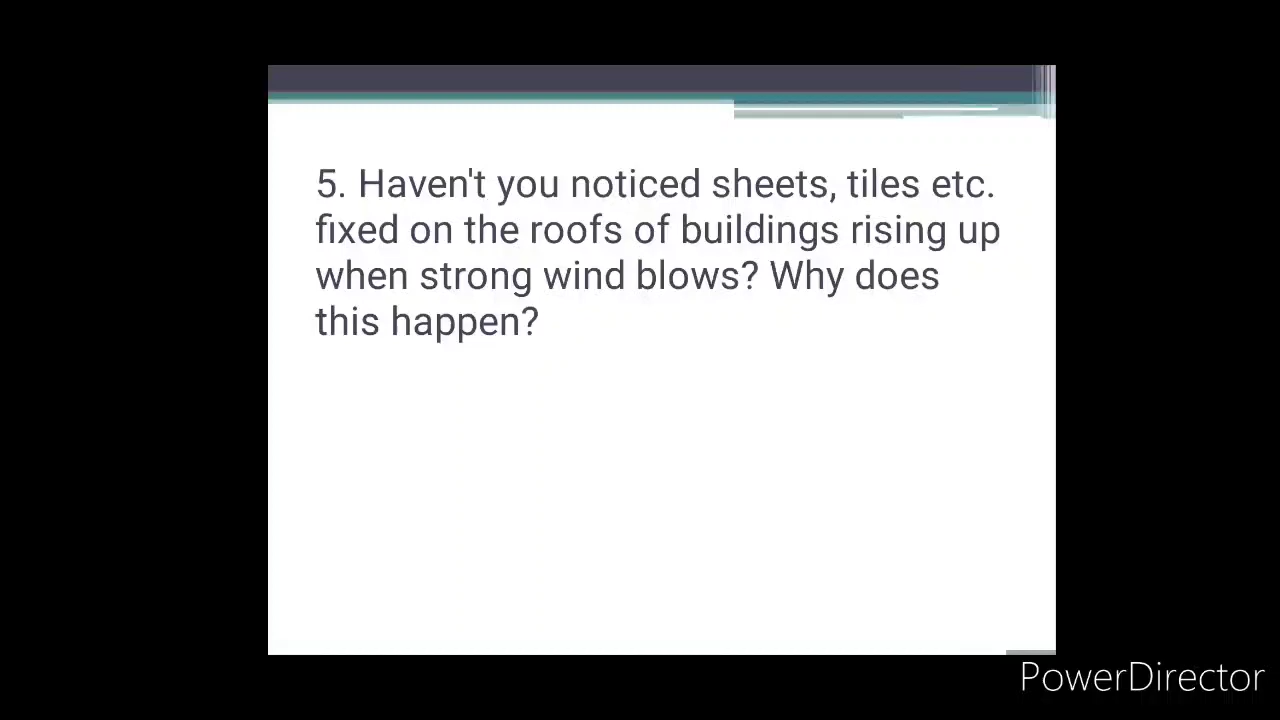 5. Haven't you noticed sheets, tiles etc.
fixed on the roofs of buildings rising up
when strong wind blows? Why does
this happen?
PowerDirector